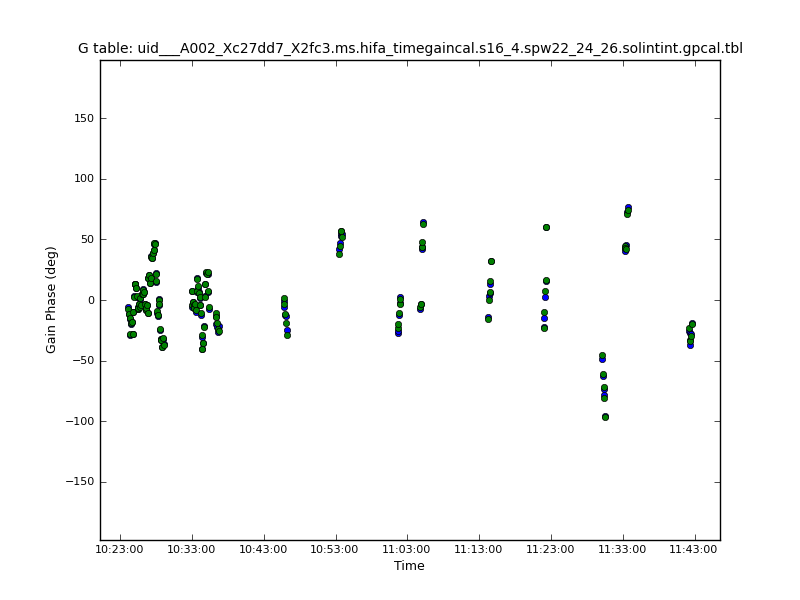 G table: uid___A002_Xc27dd7_X2fc3.ms.hifa_timegaincal.s16_4.spw22_24_26.solintint.gpcal.tbl
150
100
50
0
−50
−100
−150
Gain Phase (deg)
10:23:00 10:33:00 10:43:00 10:53:00 11:03:00 11:13:00 11:23:00 11:33:00 11:43:00
Time